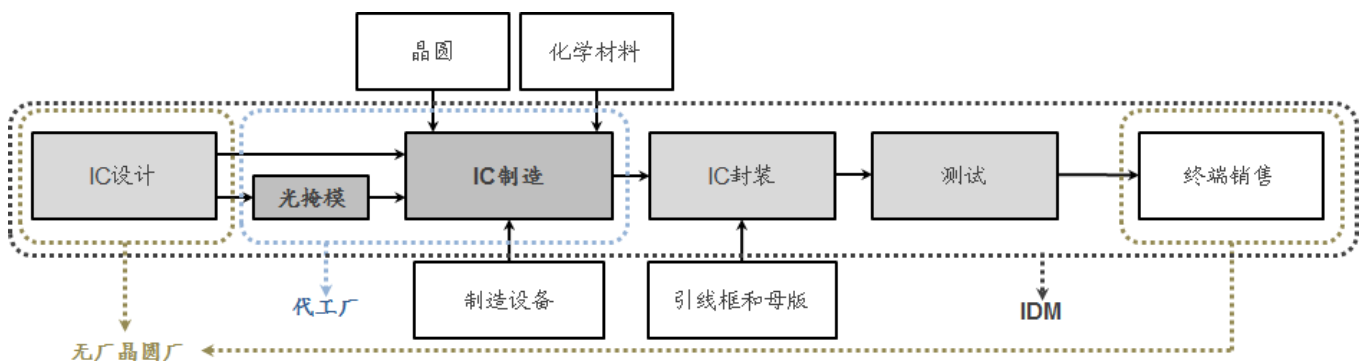 晶圆
化学材料
IC设计
光掩模
IC制造
IC封装
测试
终端销售
代工厂
制造设备
引线框和母版
IDM
无厂晶圆厂